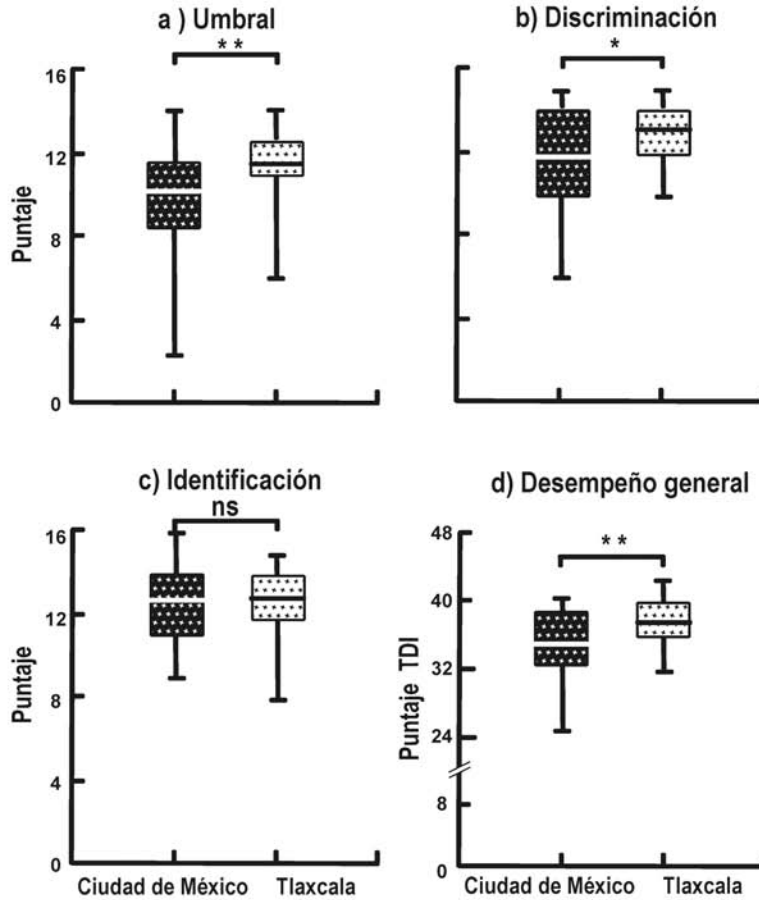 a ) Umbral
* *
16
12
8
4
0
Puntaje
b) Discriminación
*
c) Identificación
ns
16
12
8
4
0
Puntaje
Ciudad de México
Tlaxcala
d) Desempeño general
* *
48
40
32
24
8
0
Puntaje TDI
Ciudad de México
Tlaxcala